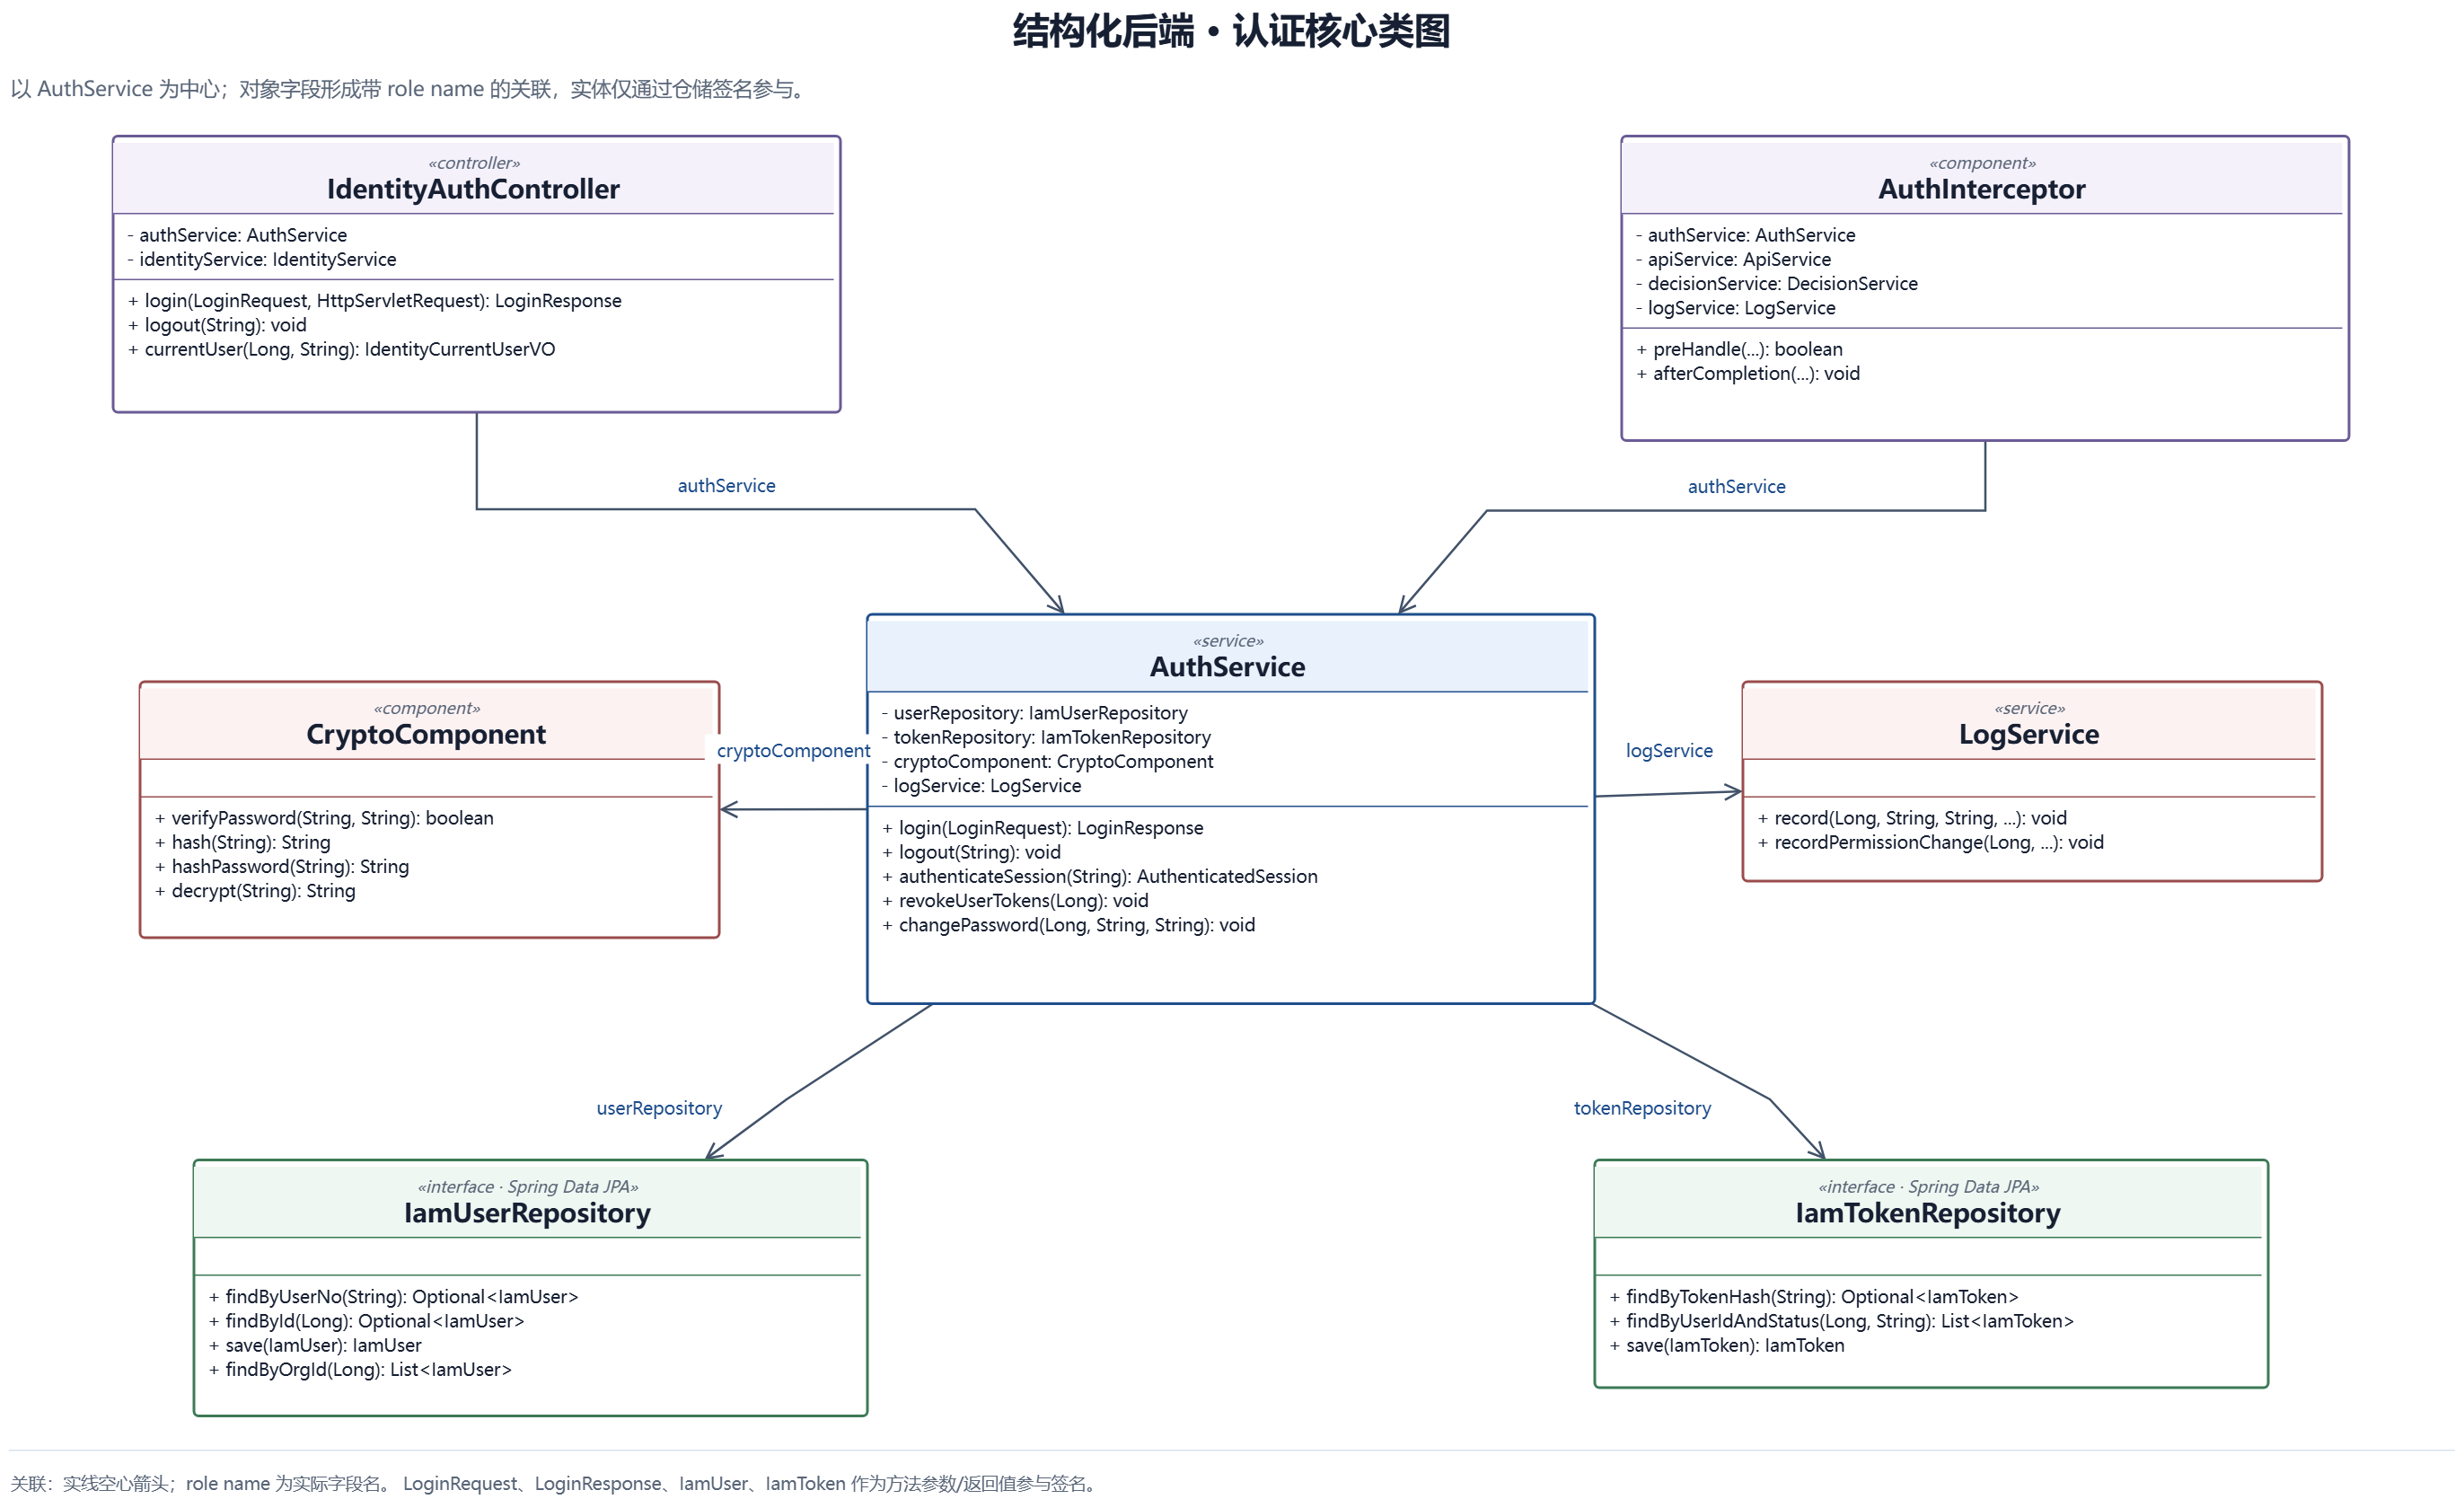 结构化后端 · 认证核心类图
以 AuthService 为中心；对象字段形成带 role name 的关联，实体仅通过仓储签名参与。
«controller»
IdentityAuthController
- authService: AuthService
- identityService: IdentityService
+ login(LoginRequest, HttpServletRequest): LoginResponse
+ logout(String): void
+ currentUser(Long, String): IdentityCurrentUserVO
«component»
AuthInterceptor
- authService: AuthService
- apiService: ApiService
- decisionService: DecisionService
- logService: LogService
+ preHandle(...): boolean
+ afterCompletion(...): void
authService
authService
«service»
AuthService
- userRepository: IamUserRepository
- tokenRepository: IamTokenRepository
- cryptoComponent: CryptoComponent
- logService: LogService
+ login(LoginRequest): LoginResponse
+ logout(String): void
+ authenticateSession(String): AuthenticatedSession
+ revokeUserTokens(Long): void
+ changePassword(Long, String, String): void
«component»
CryptoComponent
+ verifyPassword(String, String): boolean
+ hash(String): String
+ hashPassword(String): String
+ decrypt(String): String
cryptoComponent
logService
«service»
LogService
+ record(Long, String, String, ...): void
+ recordPermissionChange(Long, ...): void
userRepository
tokenRepository
«interface · Spring Data JPA»
IamUserRepository
+ findByUserNo(String): Optional<IamUser>
+ findById(Long): Optional<IamUser>
+ save(IamUser): IamUser
+ findByOrgId(Long): List<IamUser>
«interface · Spring Data JPA»
IamTokenRepository
+ findByTokenHash(String): Optional<IamToken>
+ findByUserIdAndStatus(Long, String): List<IamToken>
+ save(IamToken): IamToken
关联：实线空心箭头；role name 为实际字段名。 LoginRequest、LoginResponse、IamUser、IamToken 作为方法参数/返回值参与签名。